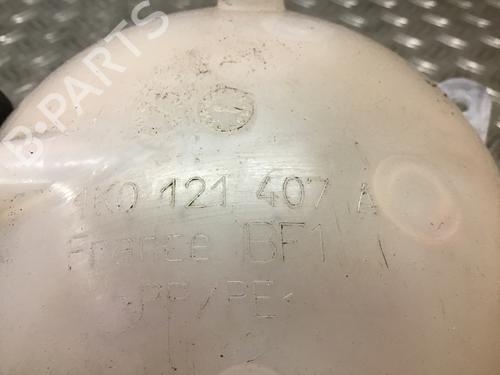 B-PARTS
1K0 121 407 A
France BF1
>PP/PE<